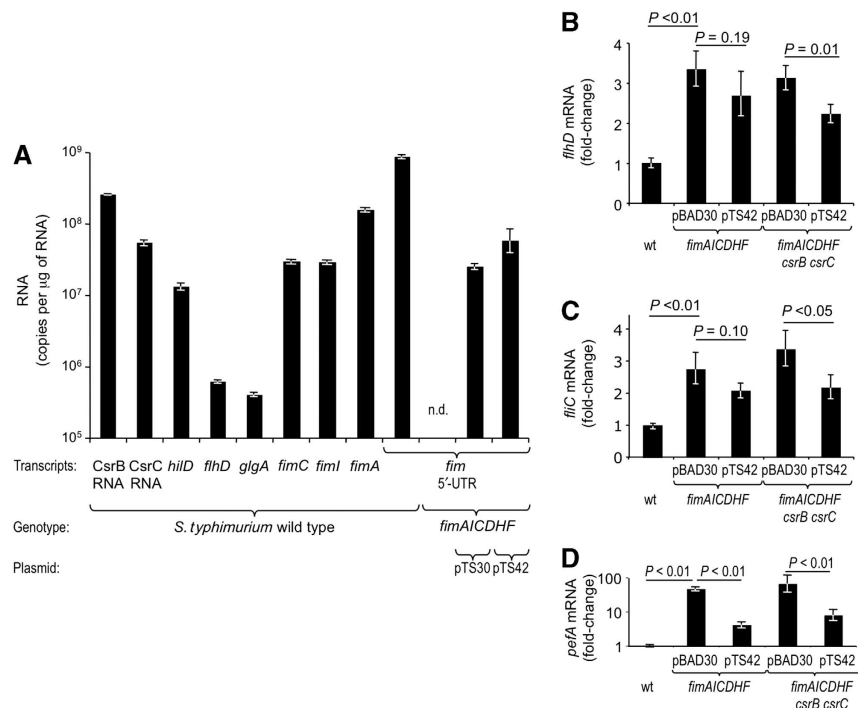 A
RNA
(copies per µg of RNA)
10⁹
10⁸
10⁷
10⁶
10⁵
n.d.
Transcripts: CsrB CsrC hilD flhD glgA fimC fimI fimA fim
RNA RNA 5′-UTR
Genotype: S. typhimurium wild type fimAICDHF
Plasmid: pTS30 pTS42
B
P <0.01
P = 0.19
P = 0.01
flhD mRNA
(fold-change)
4
3
2
1
0
pBAD30 pTS42 pBAD30 pTS42
wt fimAICDHF fimAICDHF
csrB csrC
C
P <0.01
P = 0.10
P <0.05
fliC mRNA
(fold-change)
4
3
2
1
0
pBAD30 pTS42 pBAD30 pTS42
wt fimAICDHF fimAICDHF
csrB csrC
D
P < 0.01 P < 0.01 P < 0.01
pefA mRNA
(fold-change)
100
10
1
pBAD30 pTS42 pBAD30 pTS42
wt fimAICDHF fimAICDHF
csrB csrC